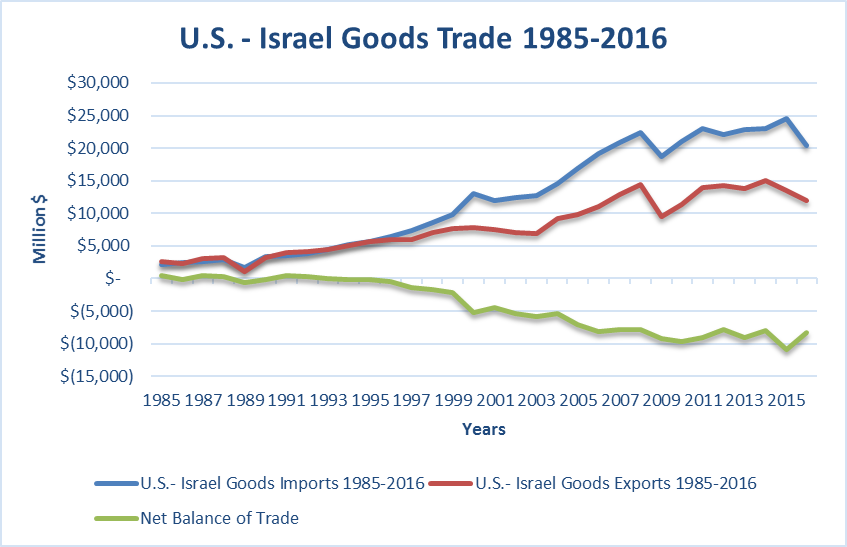 U.S. - Israel Goods Trade 1985-2016
$30,000
$25,000
$20,000
$15,000
$10,000
$5,000
$-
$(5,000)
$(10,000)
$(15,000)
Million $
1985 1987 1989 1991 1993 1995 1997 1999 2001 2003 2005 2007 2009 2011 2013 2015
Years
U.S.- Israel Goods Imports 1985-2016 U.S.- Israel Goods Exports 1985-2016
Net Balance of Trade